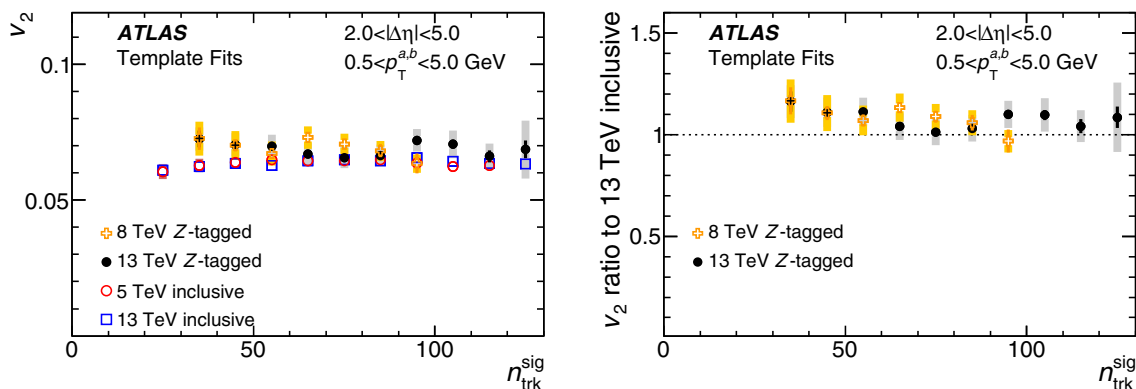 v₂
ATLAS
Template Fits
2.0<|Δη|<5.0
0.5<p_T^{a,b}<5.0 GeV
0.1
0.05
8 TeV Z-tagged
13 TeV Z-tagged
5 TeV inclusive
13 TeV inclusive
0 50 100
n_trk^sig
v₂ ratio to 13 TeV inclusive
ATLAS
Template Fits
2.0<|Δη|<5.0
0.5<p_T^{a,b}<5.0 GeV
1.5
1
0.5
8 TeV Z-tagged
13 TeV Z-tagged
0 50 100
n_trk^sig